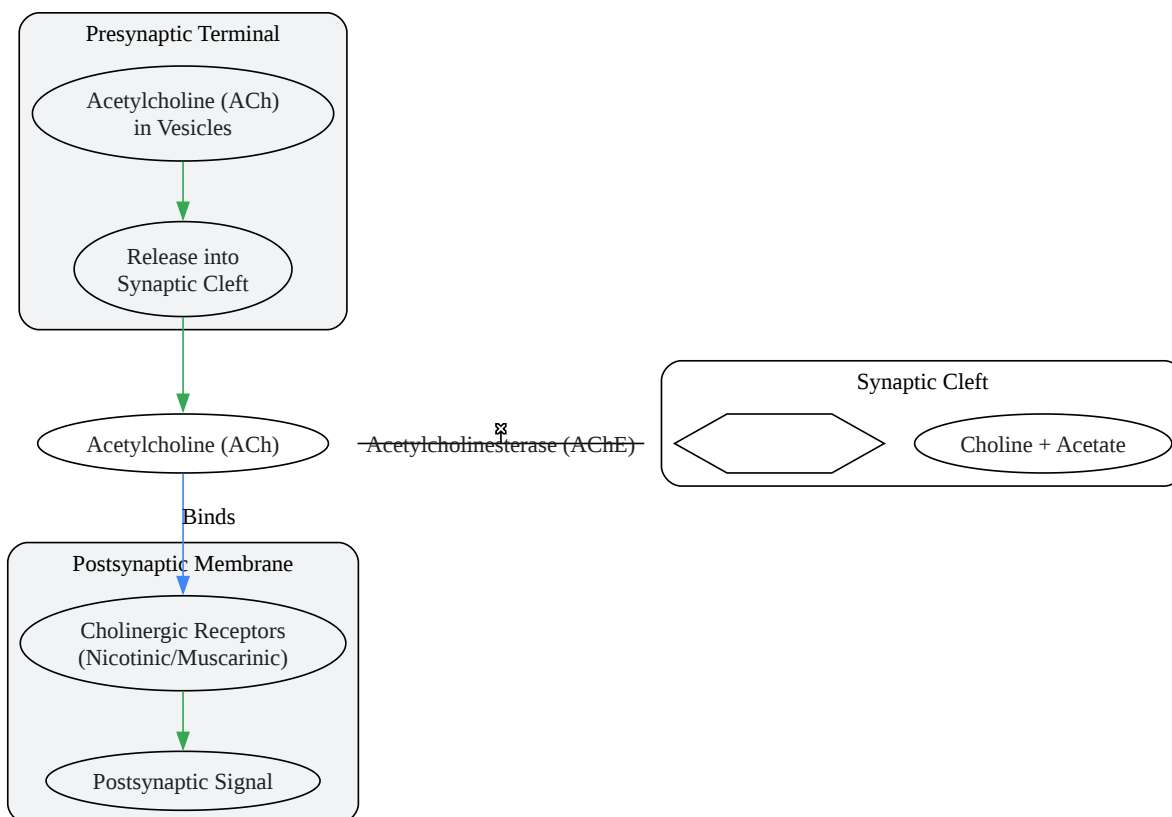 Presynaptic Terminal
Acetylcholine (ACh)
in Vesicles
Release into
Synaptic Cleft
Synaptic Cleft
Acetylcholine (ACh)
Acetylcholinesterase (AChE)
Choline + Acetate
Binds
Postsynaptic Membrane
Cholinergic Receptors
(Nicotinic/Muscarinic)
Postsynaptic Signal